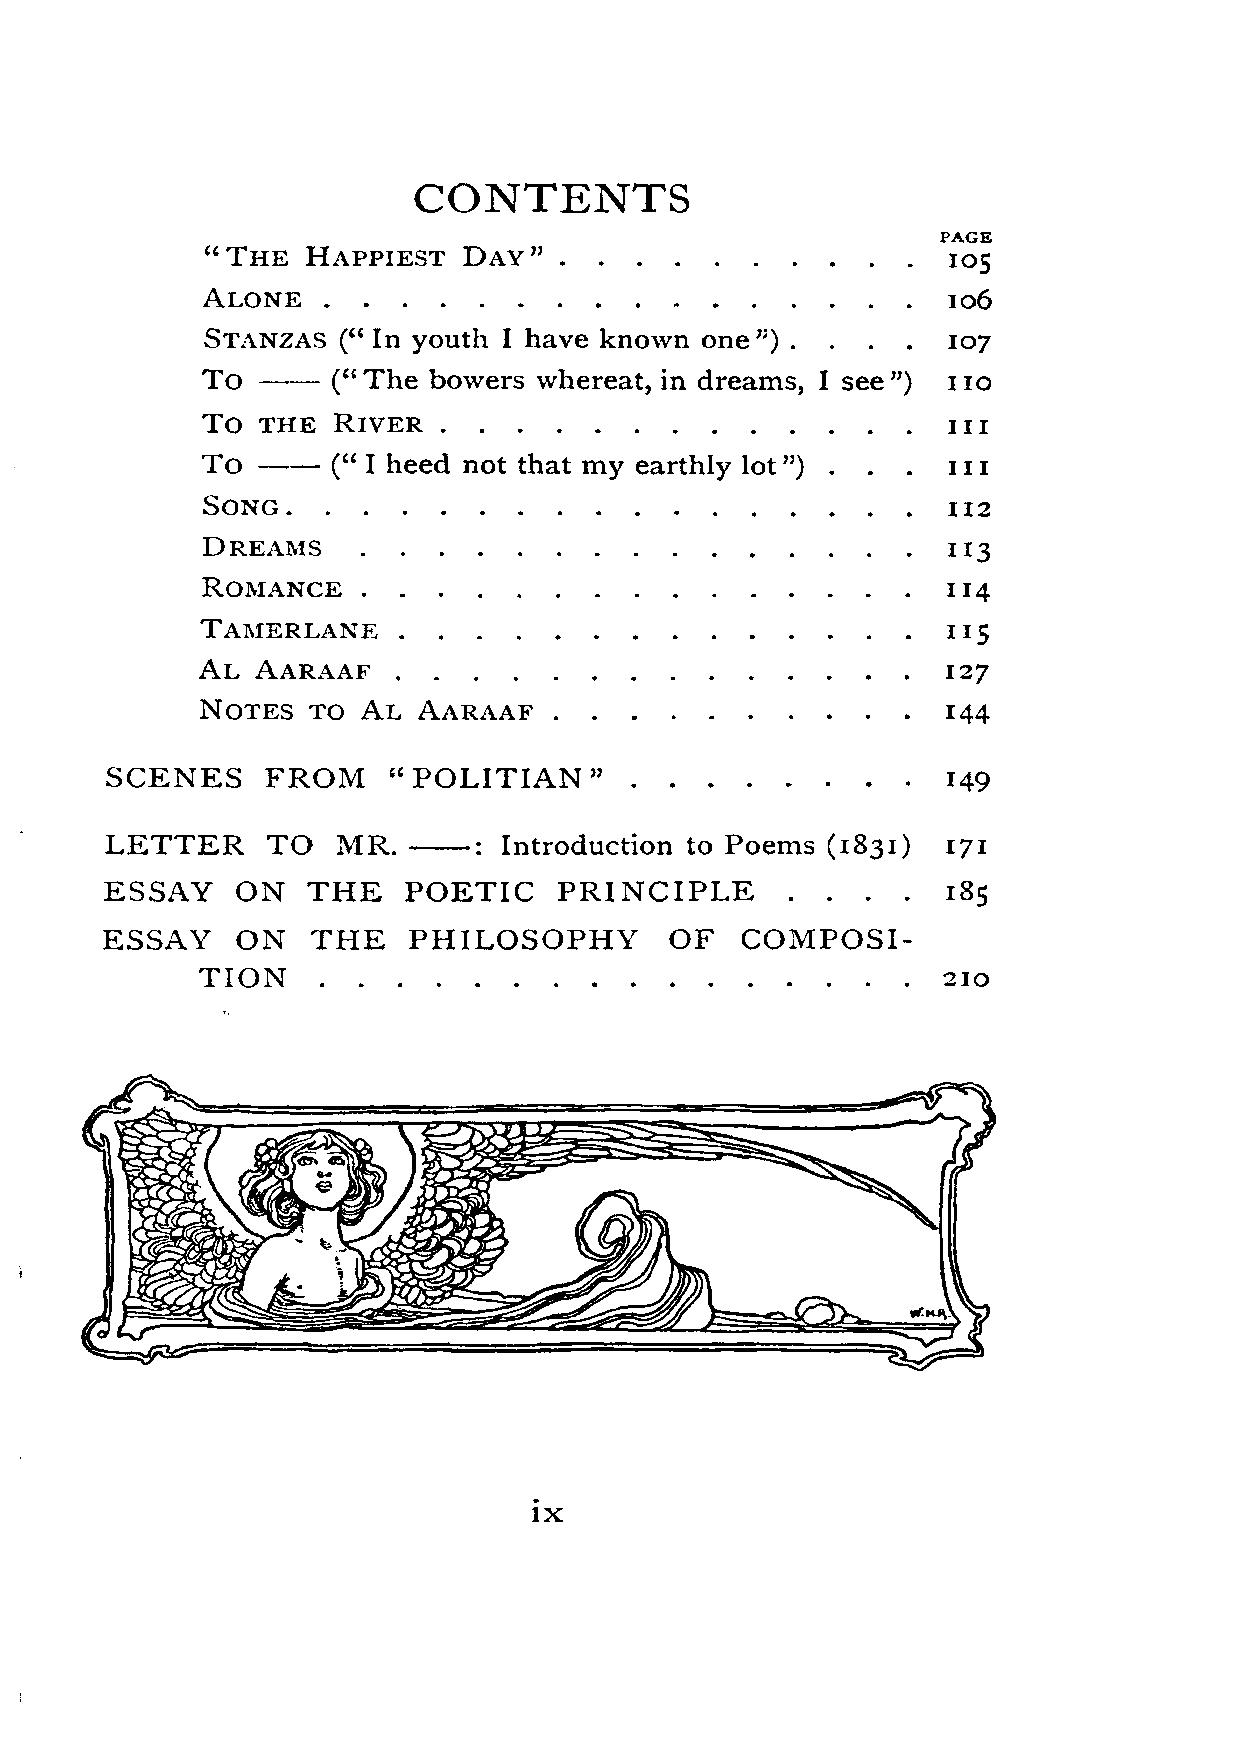 CONTENTS
PAGE
“THE HAPPIEST DAY” . . . . . . . . . . 105
ALONE . . . . . . . . . . . . . . . . 106
STANZAS (“In youth I have known one”) . . . . 107
TO —— (“The bowers whereat, in dreams, I see”) 110
TO THE RIVER . . . . . . . . . . . . . 111
TO —— (“I heed not that my earthly lot”) . . . 111
SONG . . . . . . . . . . . . . . . . . 112
DREAMS . . . . . . . . . . . . . . . 113
ROMANCE . . . . . . . . . . . . . . . 114
TAMERLANE . . . . . . . . . . . . . . 115
AL AARAAF . . . . . . . . . . . . . . 127
NOTES TO AL AARAAF . . . . . . . . . . 144
SCENES FROM “POLITIAN” . . . . . . . . 149
LETTER TO MR. ——: Introduction to Poems (1831) 171
ESSAY ON THE POETIC PRINCIPLE . . . . 185
ESSAY ON THE PHILOSOPHY OF COMPOSI-
TION . . . . . . . . . . . . . . . . 210
W.H.R.
ix